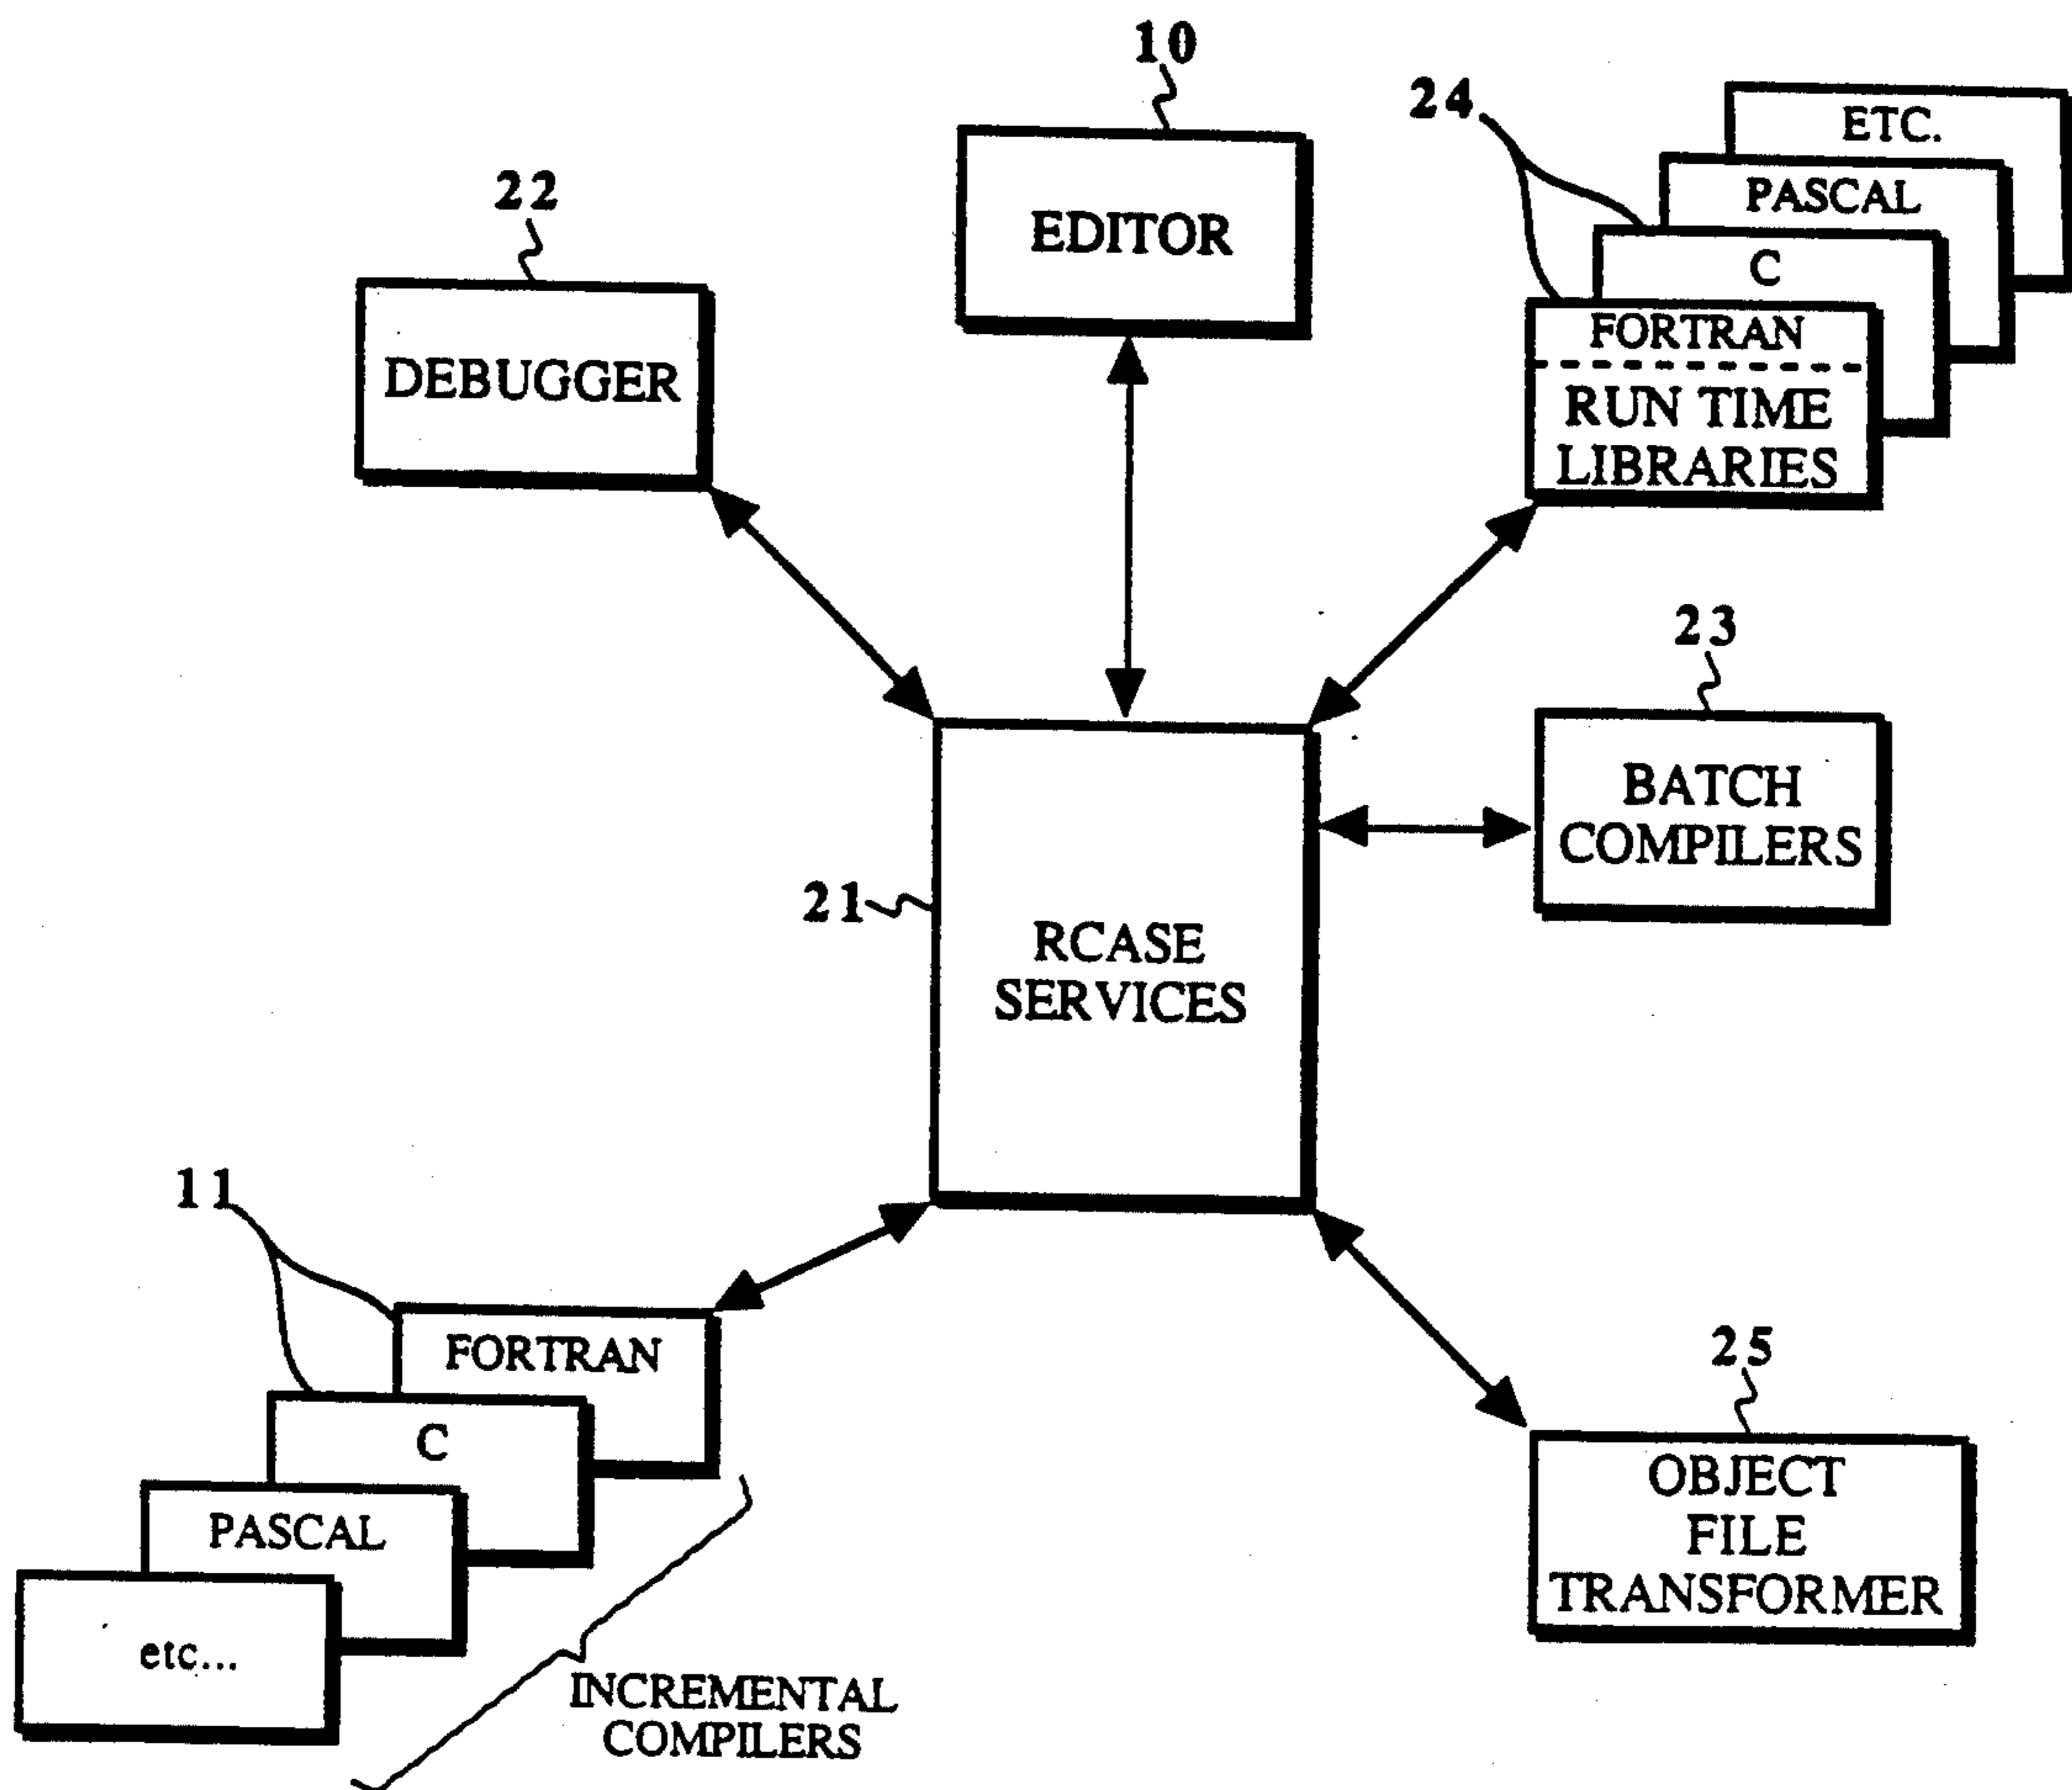 10
24
ETC.
PASCAL
C
FORTRAN
RUN TIME
LIBRARIES
22
EDITOR
DEBUGGER
23
BATCH
COMPILERS
21
RCASE
SERVICES
11
FORTRAN
C
PASCAL
etc...
INCREMENTAL
COMPILERS
25
OBJECT
FILE
TRANSFORMER